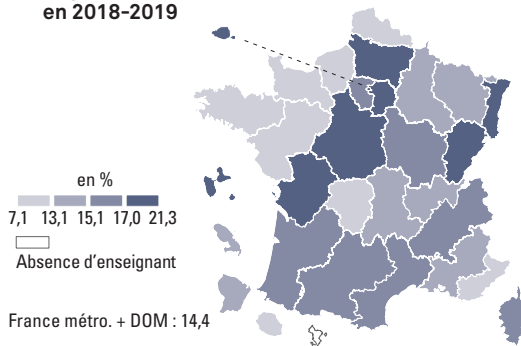 en 2018-2019
en %
7,1 13,1 15,1 17,0 21,3
Absence d'enseignant
France métro. + DOM : 14,4